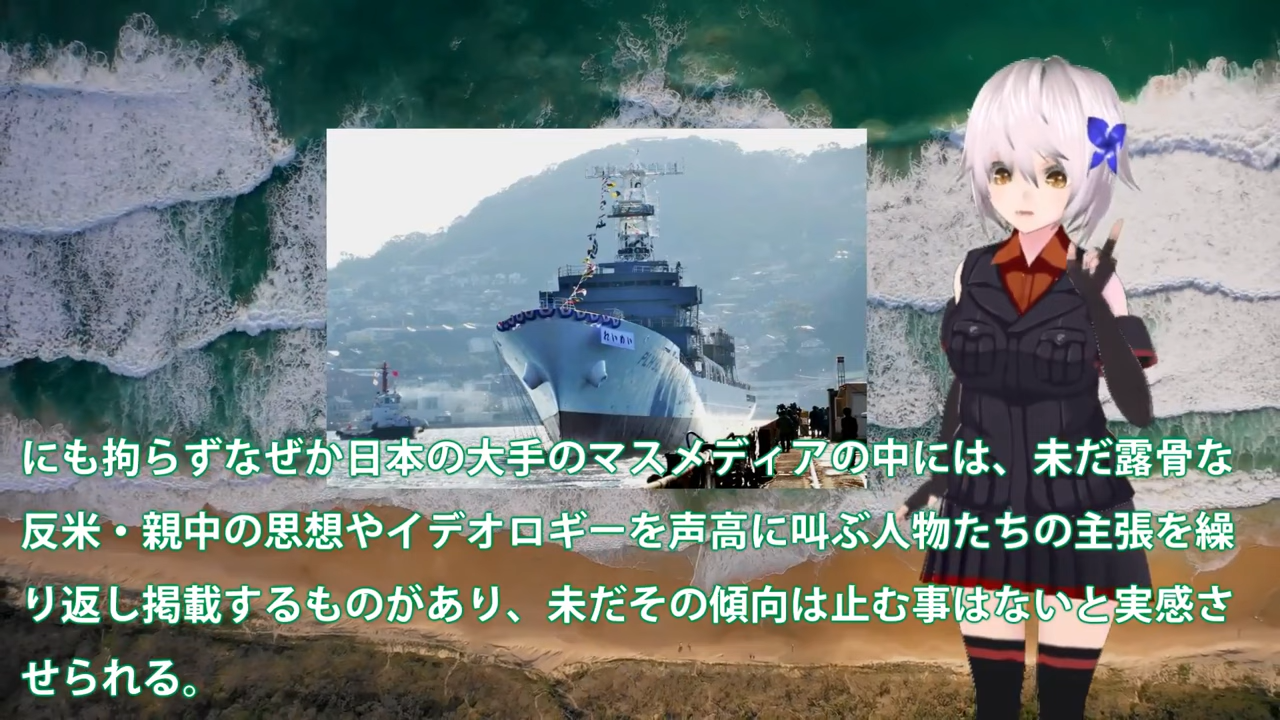 れいめい
にも拘らずなぜか日本の大手のマスメディアの中には、未だ露骨な
反米・親中の思想やイデオロギーを声高に叫ぶ人物たちの主張を繰
り返し掲載するものがあり、未だその傾向は止む事はないと実感さ
せられる。